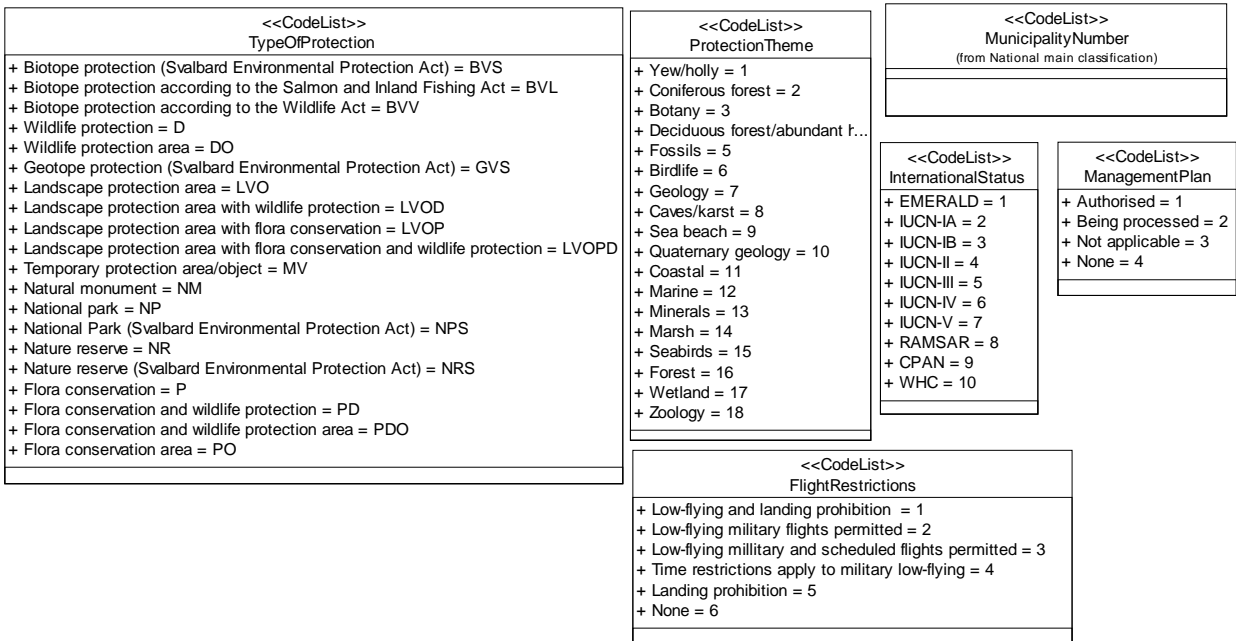 <<CodeList>>
TypeOfProtection
+ Biotope protection (Svalbard Environmental Protection Act) = BVS
+ Biotope protection according to the Salmon and Inland Fishing Act = BVL
+ Biotope protection according to the Wildlife Act = BVV
+ Wildlife protection = D
+ Wildlife protection area = DO
+ Geotope protection (Svalbard Environmental Protection Act) = GVS
+ Landscape protection area = LVO
+ Landscape protection area with wildlife protection = LVOD
+ Landscape protection area with flora conservation = LVOP
+ Landscape protection area with flora conservation and wildlife protection = LVOPD
+ Temporary protection area/object = MV
+ Natural monument = NM
+ National park = NP
+ National Park (Svalbard Environmental Protection Act) = NPS
+ Nature reserve = NR
+ Nature reserve (Svalbard Environmental Protection Act) = NRS
+ Flora conservation = P
+ Flora conservation and wildlife protection = PD
+ Flora conservation and wildlife protection area = PDO
+ Flora conservation area = PO
<<CodeList>>
ProtectionTheme
+ Yew/holly = 1
+ Coniferous forest = 2
+ Botany = 3
+ Deciduous forest/abundant r...
+ Fossils = 5
+ Birdlife = 6
+ Geology = 7
+ Caves/karst = 8
+ Sea beach = 9
+ Quaternary geology = 10
+ Coastal = 11
+ Marine = 12
+ Minerals = 13
+ Marsh = 14
+ Seabirds = 15
+ Forest = 16
+ Wetland = 17
+ Zoology = 18
<<CodeList>>
MunicipalityNumber
(from National main classification)
<<CodeList>>
InternationalStatus
+ EMERALD = 1
+ IUCN-IA = 2
+ IUCN-IB = 3
+ IUCN-II = 4
+ IUCN-III = 5
+ IUCN-IV = 6
+ IUCN-V = 7
+ RAMSAR = 8
+ CPAN = 9
+ WHC = 10
<<CodeList>>
ManagementPlan
+ Authorised = 1
+ Being processed = 2
+ Not applicable = 3
+ None = 4
<<CodeList>>
FlightRestrictions
+ Low-flying and landing prohibition = 1
+ Low-flying military flights permitted = 2
+ Low-flying millitary and scheduled flights permitted = 3
+ Time restrictions apply to military low-flying = 4
+ Landing prohibition = 5
+ None = 6